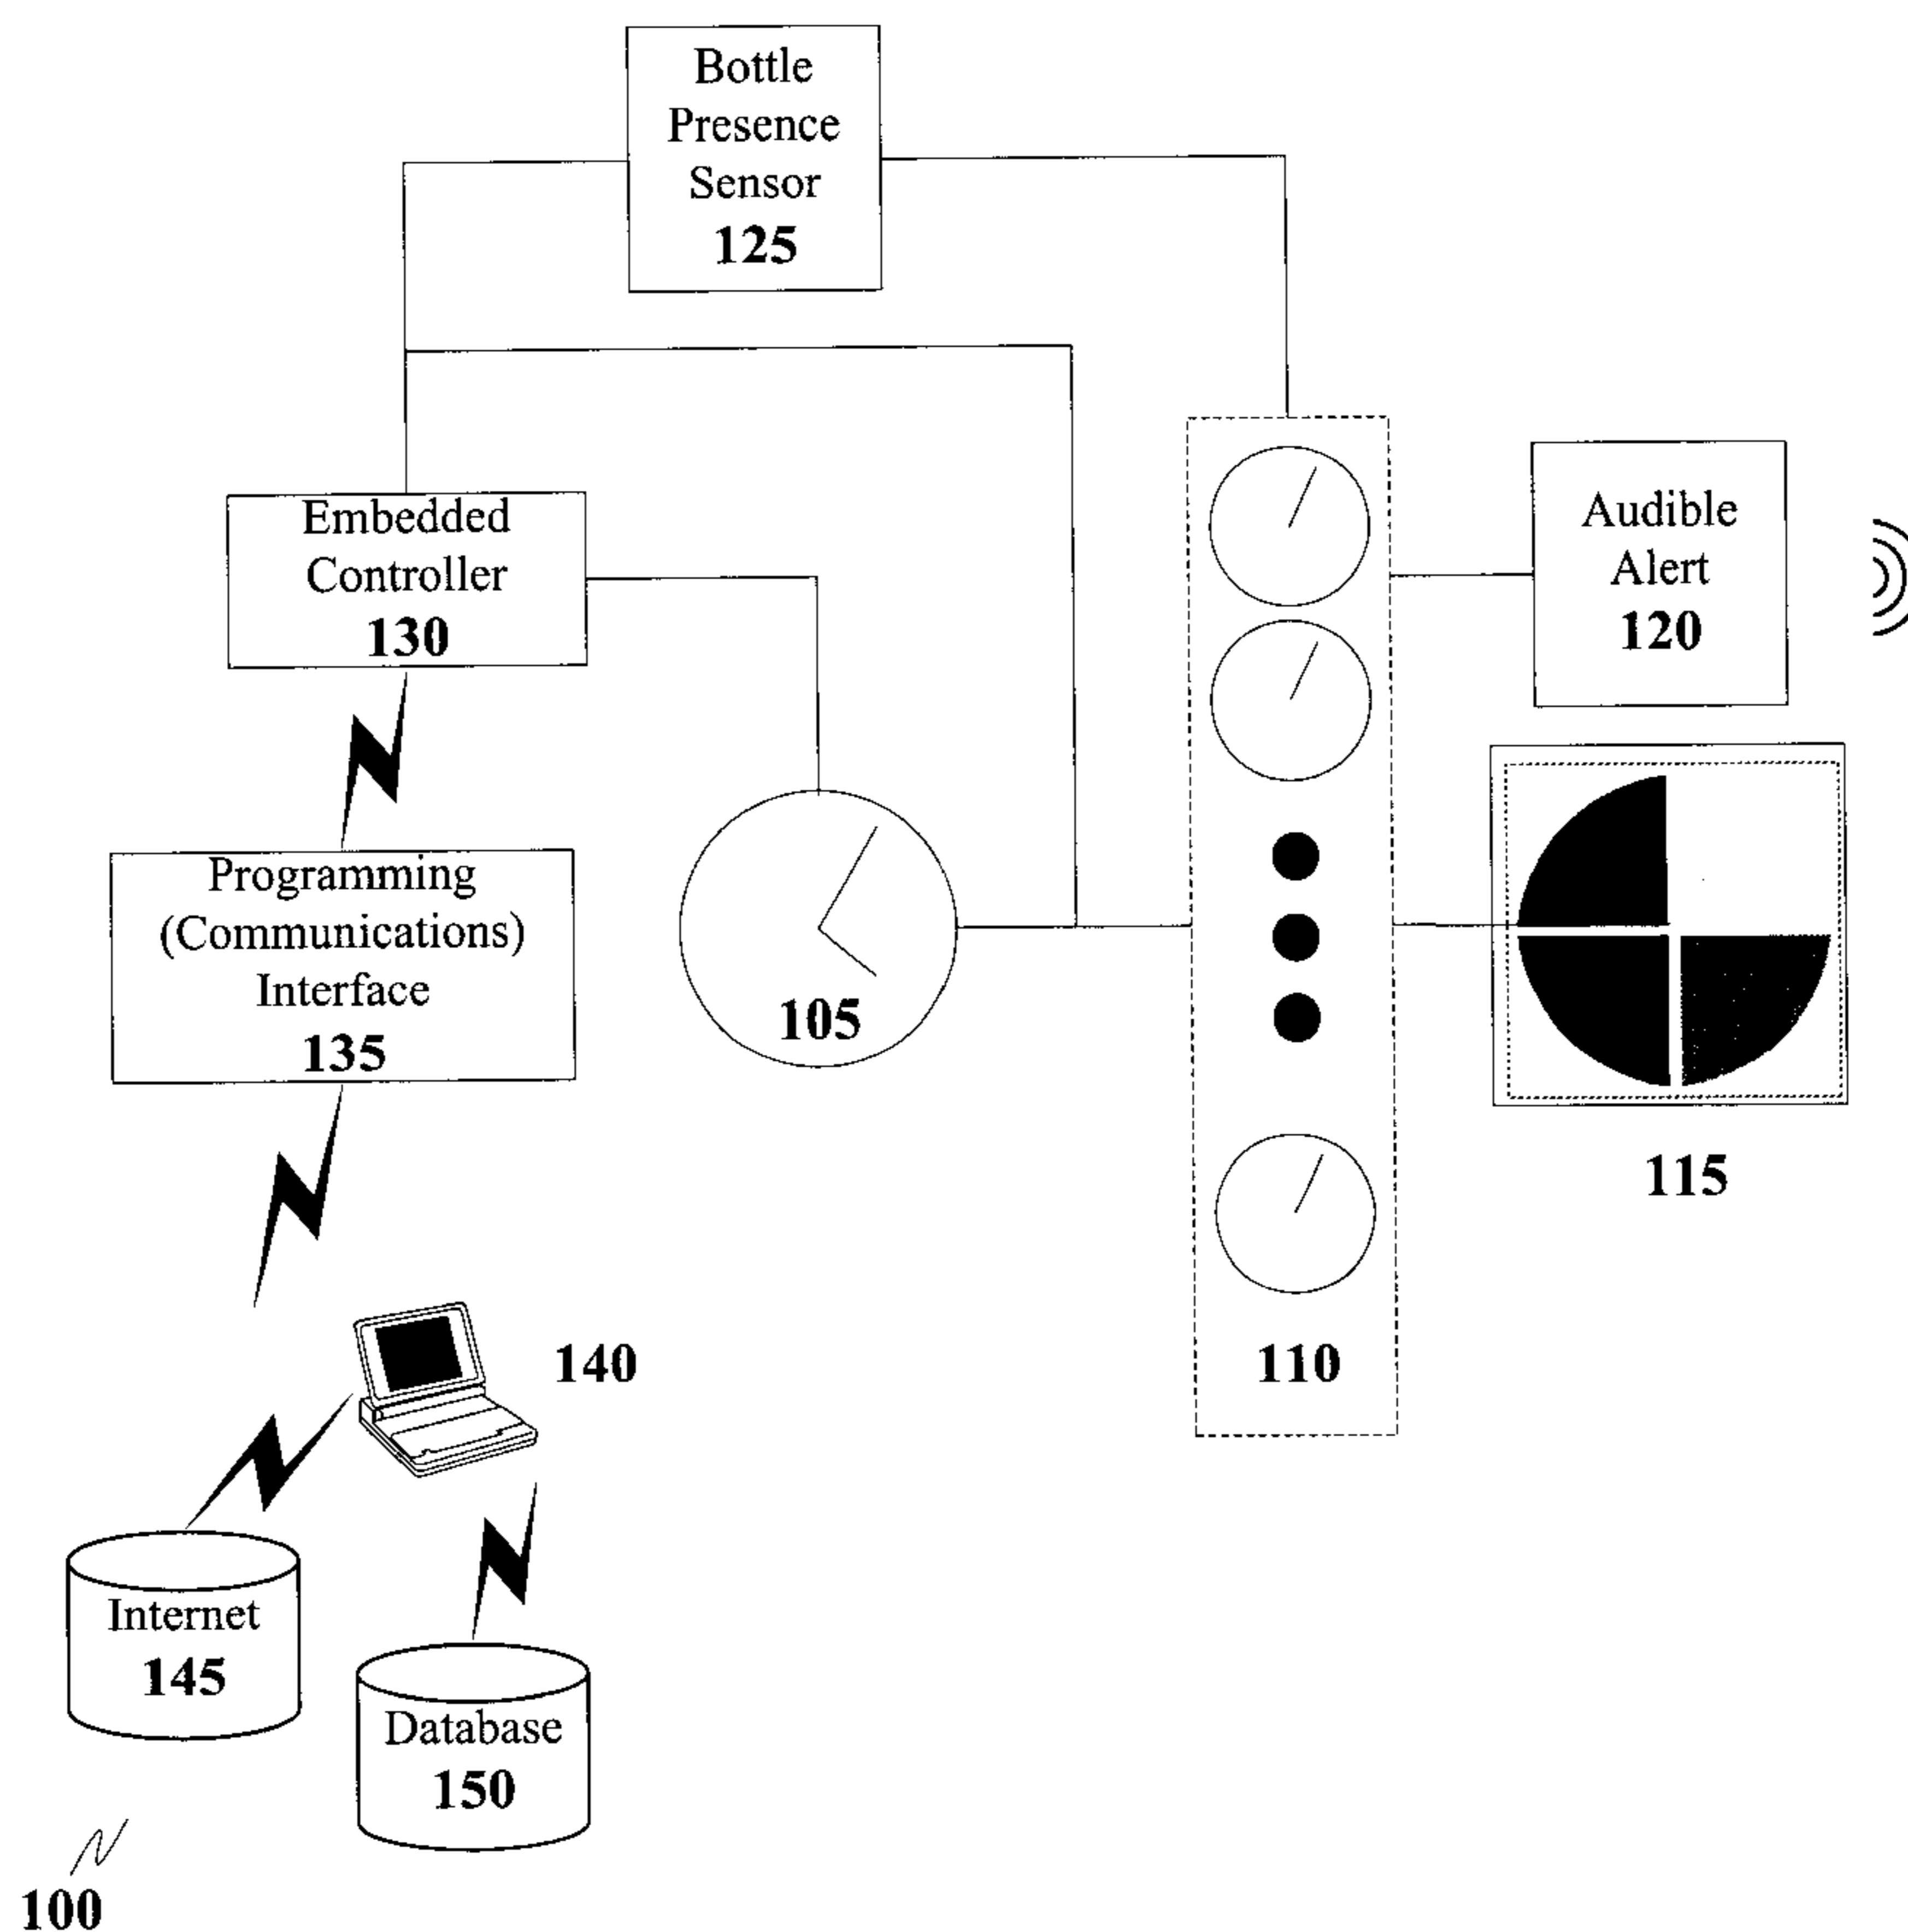 Bottle
Presence
Sensor
125
Embedded
Controller
130
Audible
Alert
120
Programming
(Communications)
Interface
135
105
115
140
110
Internet
145
Database
150
100